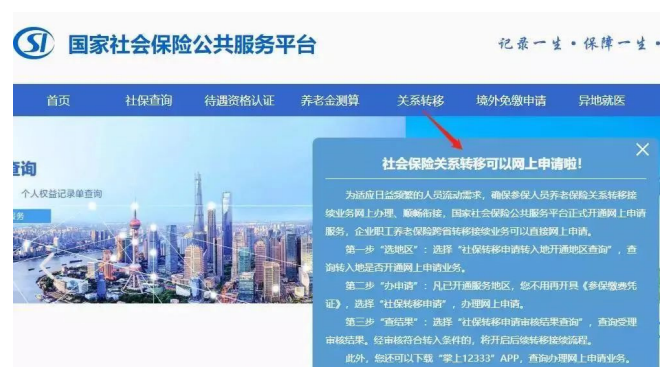 SI 国家社会保险公共服务平台
记录一生·保障一生·
首页 社保查询 待遇资格认证 养老金测算 关系转移 境外免缴申请 异地就医
查询
个人权益记录单查询
务
社会保险关系转移可以网上申请啦！
为适应日益频繁的人员流动需求，确保参保人员养老保险关系转移接
续业务网上办理、顺畅衔接，国家社会保险公共服务平台正式开通网上申请
服务，企业职工养老保险跨省转移接续业务可以直接网上申请。
第一步“选地区”：选择“社保转移申请转入地开通地区查询”，查
询转入地是否开通网上申请业务。
第二步“办申请”：凡已开通服务地区，您不用再开具《参保缴费凭
证》，选择“社保转移申请”，办理网上申请。
第三步“查结果”：选择“社保转移申请审核结果查询”，查询受理
审核结果。经审核符合转入条件的，将开启后续转移接续流程。
此外，您还可以下载“掌上12333”APP，查询办理网上申请业务。